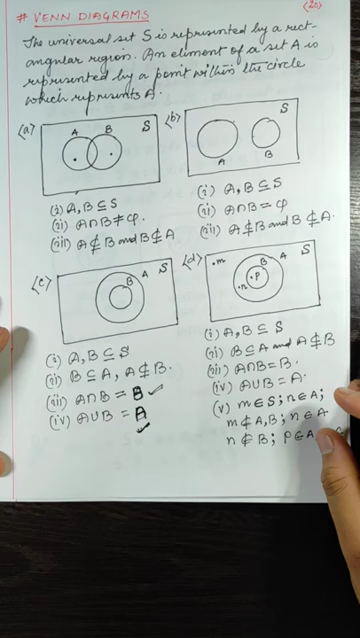 # VENN DIAGRAMS
(20)
The universal set S is represented by a rect-
angular region. An element of a set A is
represented by a point within the circle
which represents A.
(a)
A B S
(i) A, B ⊆ S
(ii) A∩B ≠ φ.
(iii) A ⊄ B and B ⊄ A
(b)
S
A B
(i) A, B ⊆ S
(ii) A∩B = φ
(iii) A ⊄ B and B ⊄ A.
(c)
B A S
(i) A, B ⊆ S
(ii) B ⊆ A, A ⊄ B.
(iii) A∩B = B ✓
(iv) A∪B = A
✓
(d)
.m B A S
.n .p
(i) A, B ⊆ S
(ii) B ⊆ A and A ⊄ B
(iii) A∩B = B.
(iv) A∪B = A.
(v) m ∈ S; n ∈ A;
m ∉ A, B; n ∈ A
n ∉ B; p ∈ A